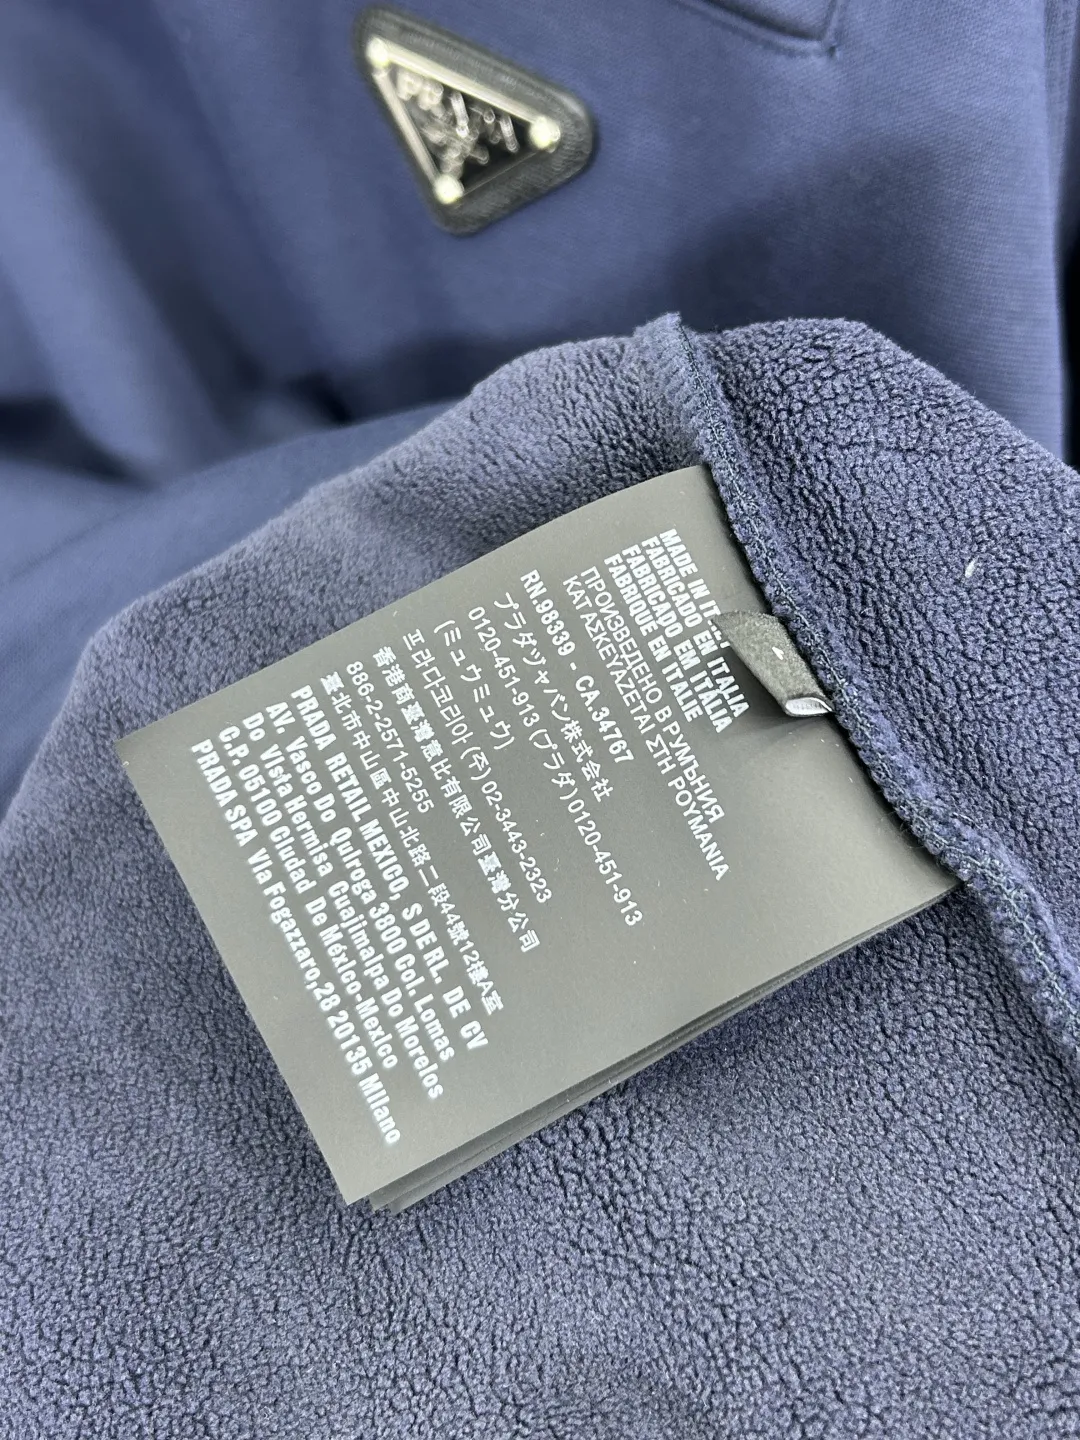 PRADA
MADE IN ITALY
FABRICADO EN ITALIA
FABRICADO EM ITALIA
FABRIQUE EN ITALIE
ПРОИЗВЕДЕНО В РУМЪНИЯ
ΚΑΤΑΣΚΕΥΑΖΕΤΑΙ ΣΤΗ ΡΟΥΜΑΝΙΑ
RN.98339 - CA.34767
プラダジャパン株式会社
0120-451-913 (プラダ) 0120-451-913
(ミュウミュウ)
프라다코리아 (주) 02-3443-2323
香港商臺灣意比有限公司臺灣分公司
886-2-2571-5255
臺北市中山區中山北路二段44號12樓A室
PRADA RETAIL MEXICO, S DE RL. DE CV
AV. Vasco Do Quiroga 3800 Col. Lomas
Do Vista Hermisa Cuajimalpa Do Morelos
C.P. 05100 Ciudad De México-Mexico
PRADA SPA Via Fogazzaro,28 20135 Milano